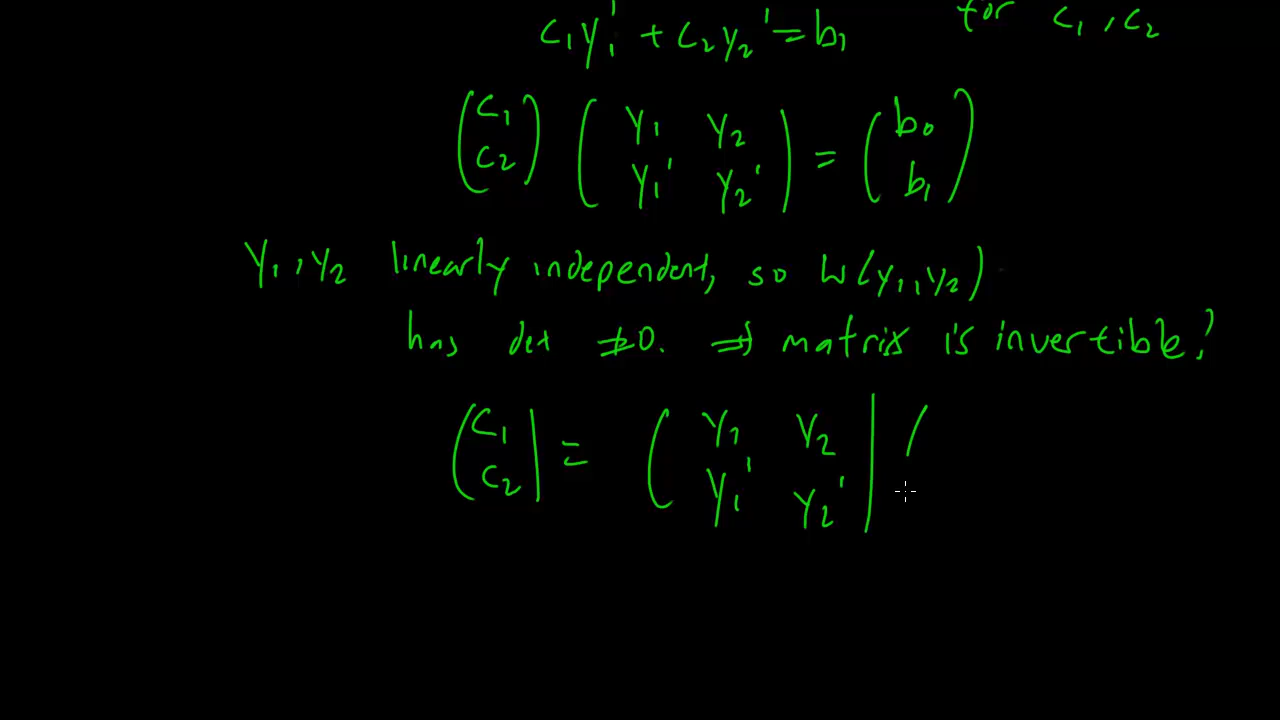 c₁y₁' + c₂y₂' = b₁ for c₁, c₂
(c₁ c₂) (y₁ y₂ y₁' y₂') = (b₀ b₁)
y₁, y₂ linearly independent, so W(y₁, y₂)
has det ≠ 0. ⇒ matrix is invertible!
(c₁ c₂) = (y₁ y₂ y₁' y₂') (